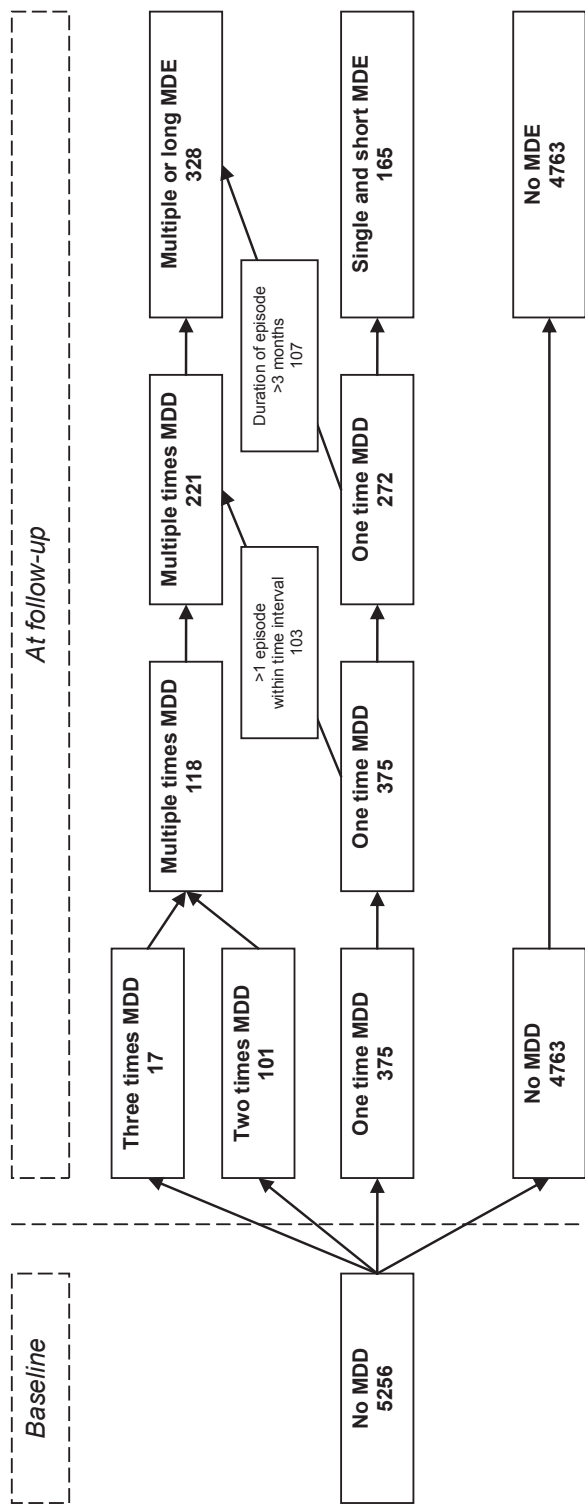 Baseline
At follow-up
No MDD
5256
Three times MDD
17
Two times MDD
101
One time MDD
375
No MDD
4763
Multiple times MDD
118
One time MDD
375
>1 episode
within time interval
103
Multiple times MDD
221
One time MDD
272
Duration of episode
>3 months
107
Multiple or long MDE
328
Single and short MDE
165
No MDE
4763